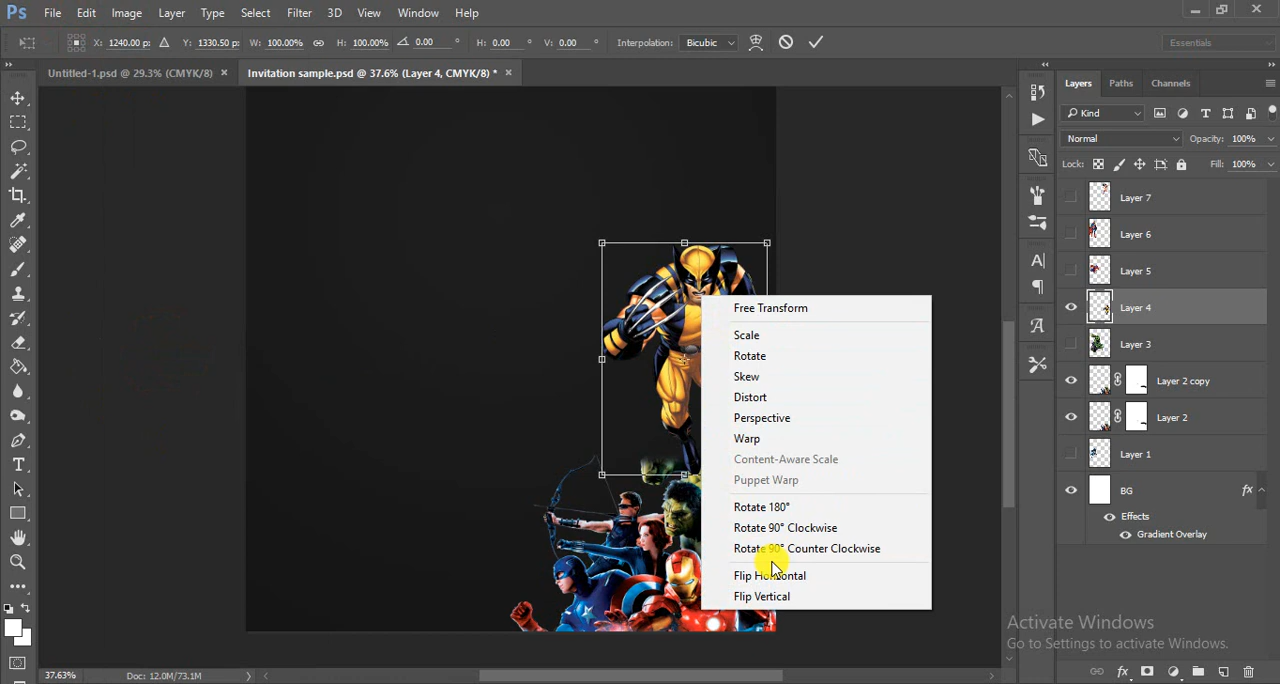 Ps File Edit Image Layer Type Select Filter 3D View Window Help
X: 1240.00 p: Y: 1330.50 p: W: 100.00% H: 100.00% 0.00 ° H: 0.00 ° V: 0.00 ° Interpolation: Bicubic Essentials
Untitled-1.psd @ 29.3% (CMYK/8) × Invitation sample.psd @ 37.6% (Layer 4, CMYK/8) * ×
Layers Paths Channels
Kind
Normal Opacity: 100%
Lock: Fill: 100%
Layer 7
Layer 6
Layer 5
Layer 4
Layer 3
Layer 2 copy
Layer 2
Layer 1
BG fx
Effects
Gradient Overlay
Free Transform
Scale
Rotate
Skew
Distort
Perspective
Warp
Content-Aware Scale
Puppet Warp
Rotate 180°
Rotate 90° Clockwise
Rotate 90° Counter Clockwise
Flip Horizontal
Flip Vertical
Activate Windows
Go to Settings to activate Windows.
37.63% Doc: 12.0M/73.1M